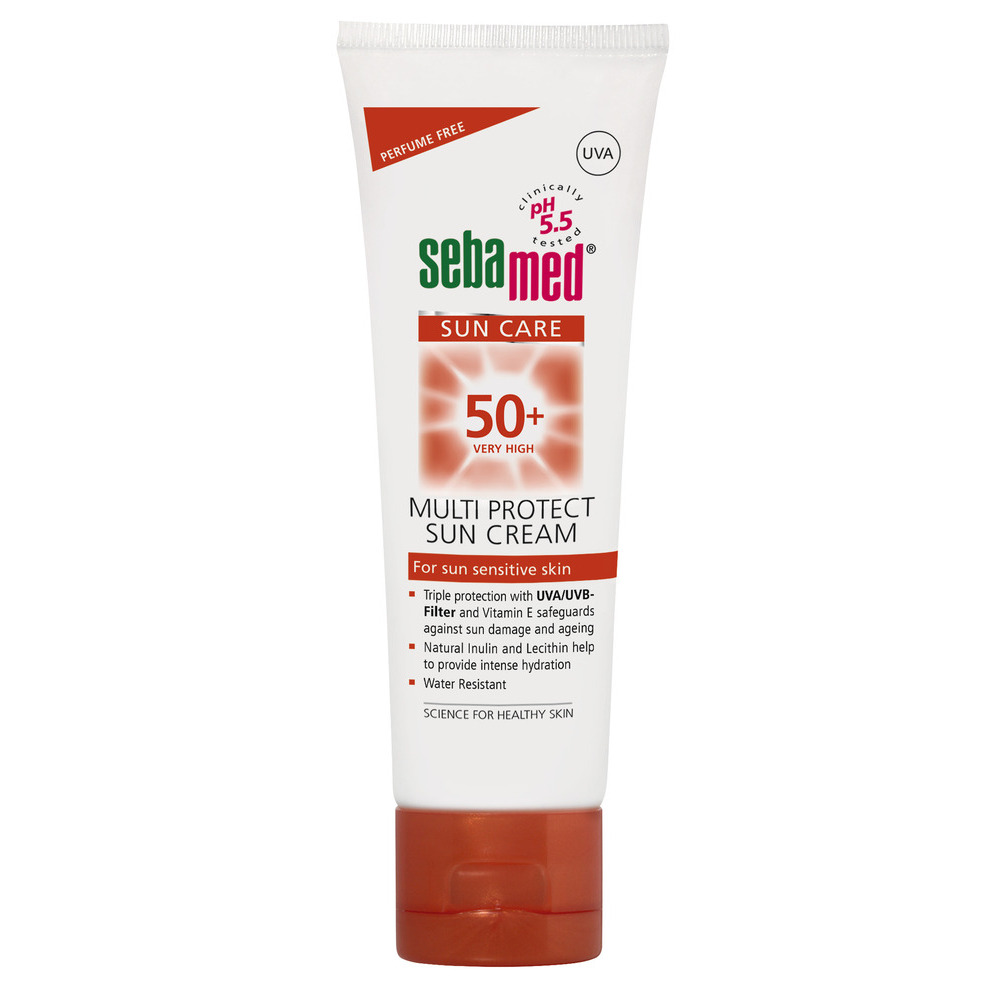 PERFUME FREE
UVA
clinically
pH
5.5
tested
sebamed®
SUN CARE
50+
VERY HIGH
MULTI PROTECT
SUN CREAM
For sun sensitive skin
Triple protection with UVA/UVB-
Filter and Vitamin E safeguards
against sun damage and ageing
Natural Inulin and Lecithin help
to provide intense hydration
Water Resistant
SCIENCE FOR HEALTHY SKIN